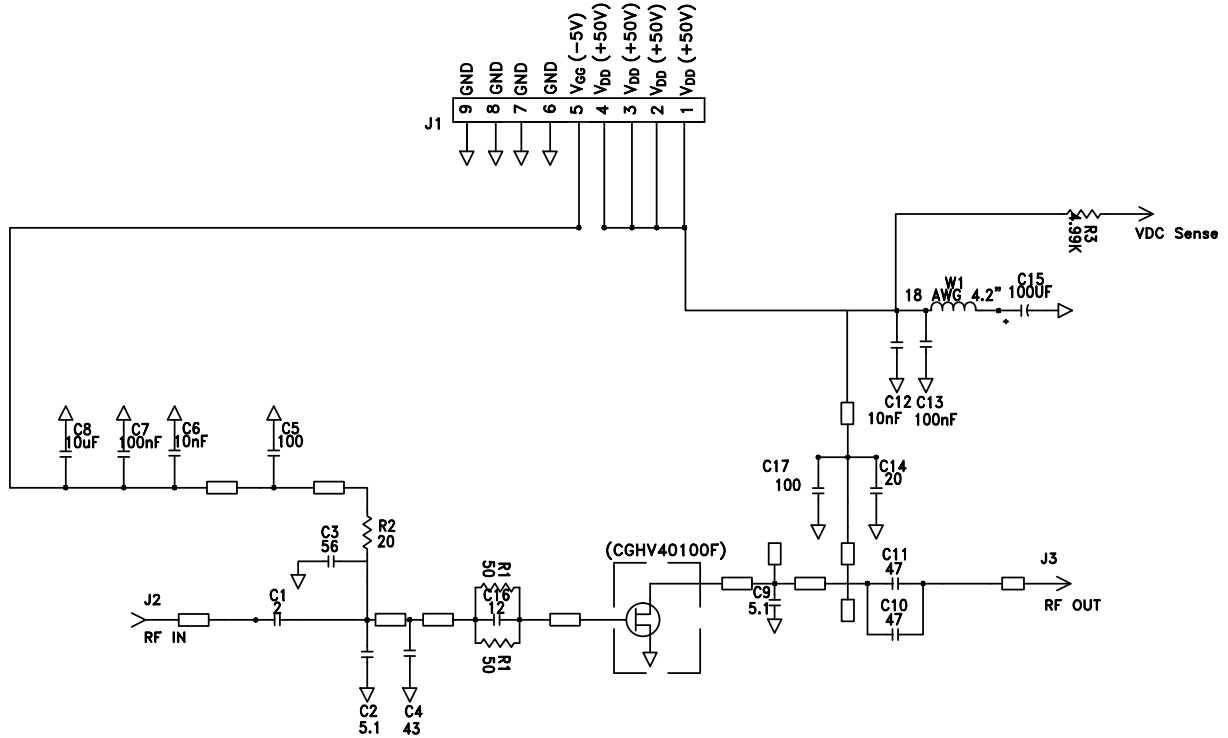 GND
GND
GND
GND
VGG (-5V)
VDD (+50V)
VDD (+50V)
VDD (+50V)
VDD (+50V)
9 8 7 6 5 4 3 2 1
J1
4.99K
R3
VDC Sense
W1
18 AWG 4.2"
C15
100UF
+
C12
10nF
C13
100nF
C8
10uF
C7
100nF
C6
10nF
C5
100
C17
100
C14
20
R2
20
C3
56
(CGHV40100F)
J2
RF IN
C1
2
R1
50
C16
12
R1
50
C2
5.1
C4
43
C9
5.1
C11
47
C10
47
J3
RF OUT